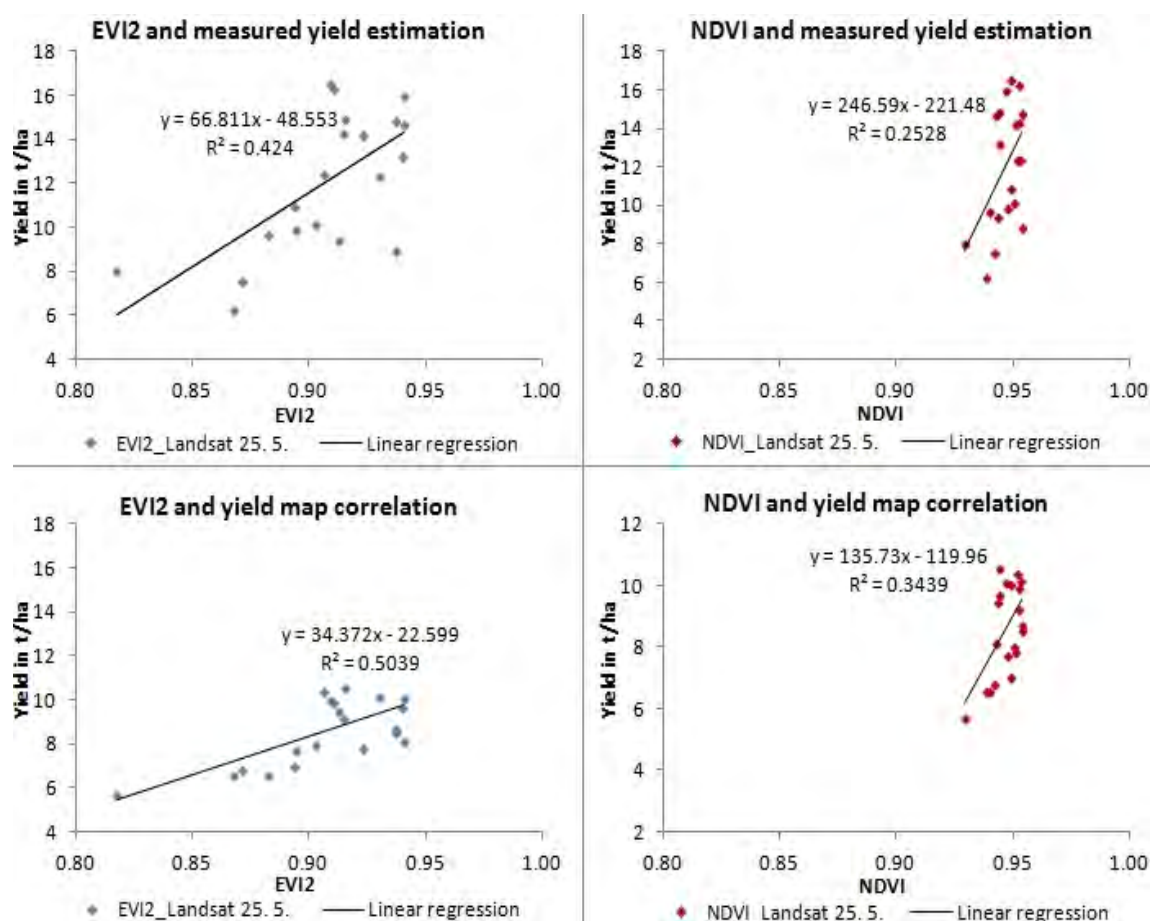 EVI2 and measured yield estimation
18
16
14
12
10
8
6
4
Yield in t/ha
y = 66.811x - 48.553
R² = 0.424
0.80 0.85 0.90 0.95 1.00
EVI2
EVI2_Landsat 25. 5. Linear regression
NDVI and measured yield estimation
18
16
14
12
10
8
6
4
2
Yield in t/ha
y = 246.59x - 221.48
R² = 0.2528
0.80 0.85 0.90 0.95 1.00
NDVI
NDVI_Landsat 25. 5. Linear regression
EVI2 and yield map correlation
18
16
14
12
10
8
6
4
Yield in t/ha
y = 34.372x - 22.599
R² = 0.5039
0.80 0.85 0.90 0.95 1.00
EVI2
EVI2_Landsat 25. 5. Linear regression
NDVI and yield map correlation
12
10
8
6
4
2
Yield in t/ha
y = 135.73x - 119.96
R² = 0.3439
0.80 0.85 0.90 0.95 1.00
NDVI
NDVI_Landsat 25. 5. Linear regression